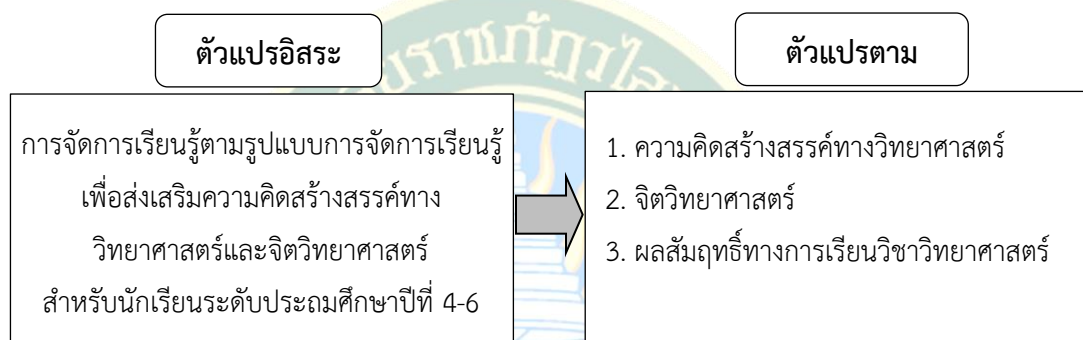 ตัวแปรอิสระ
การจัดการเรียนรู้ตามรูปแบบการจัดการเรียนรู้
เพื่อส่งเสริมความคิดสร้างสรรค์ทาง
วิทยาศาสตร์และจิตวิทยาศาสตร์
สำหรับนักเรียนระดับประถมศึกษาปีที่ 4-6
ตัวแปรตาม
1. ความคิดสร้างสรรค์ทางวิทยาศาสตร์
2. จิตวิทยาศาสตร์
3. ผลสัมฤทธิ์ทางการเรียนวิชาวิทยาศาสตร์